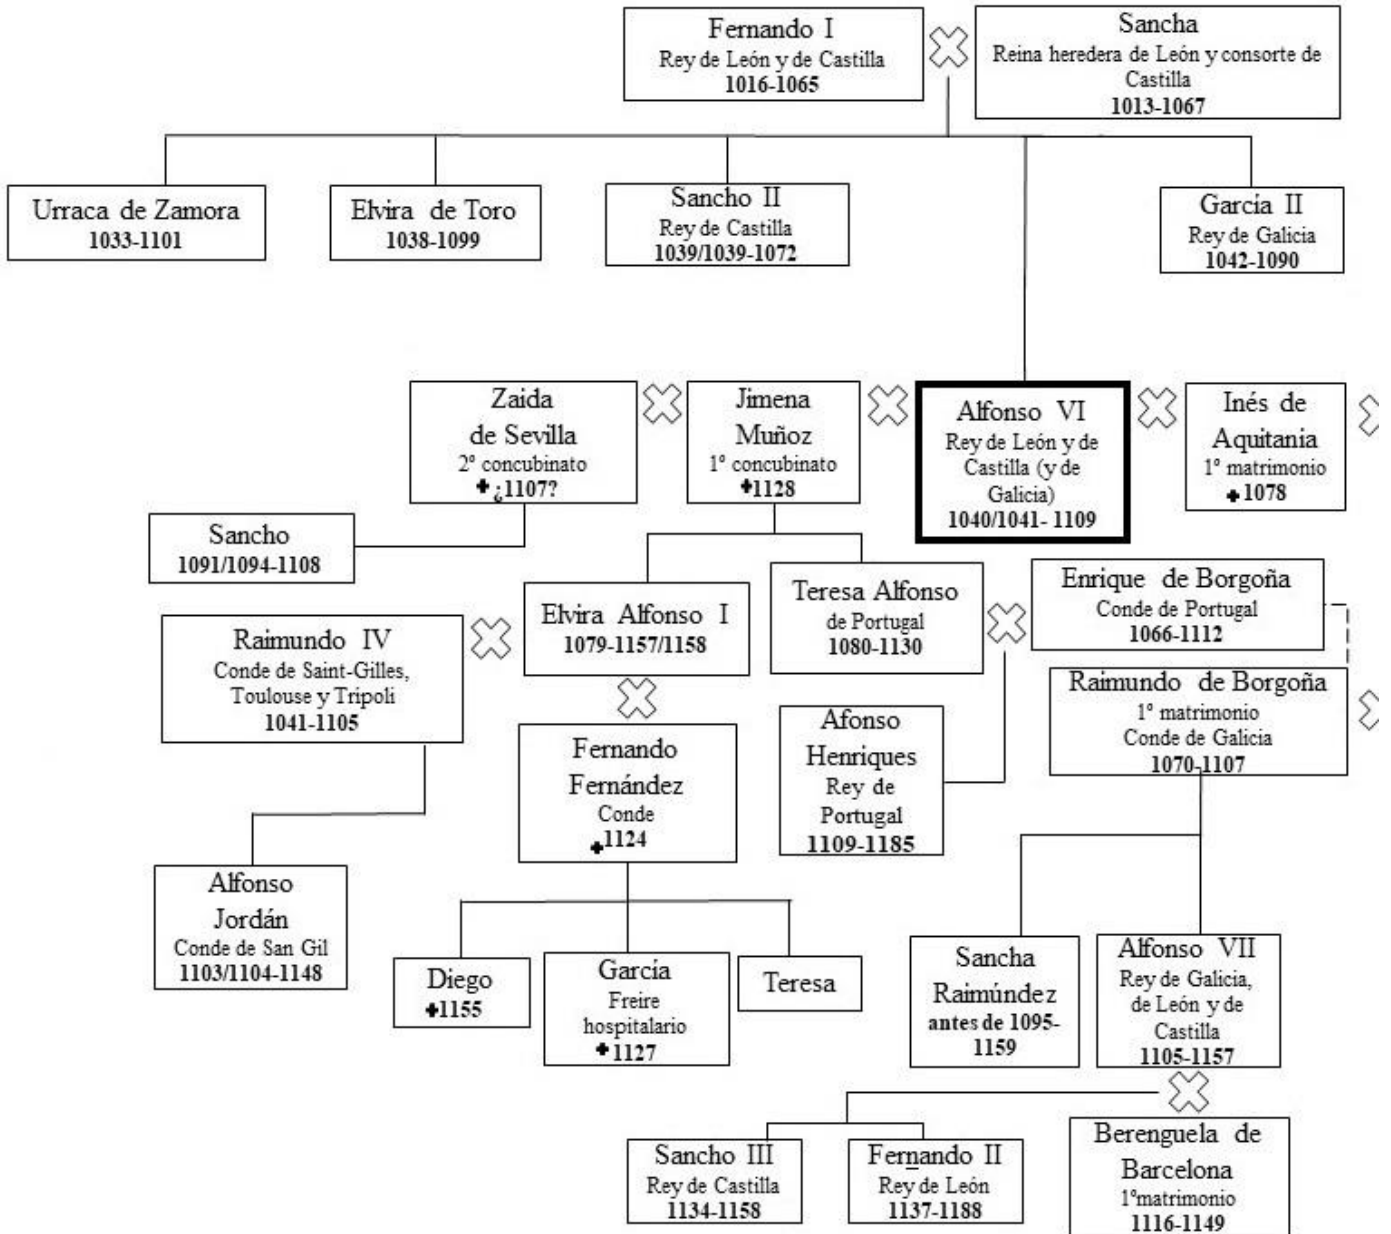 Fernando I
Rey de León y de Castilla
1016-1065
Sancha
Reina heredera de León y consorte de
Castilla
1013-1067
Urraca de Zamora
1033-1101
Elvira de Toro
1038-1099
Sancho II
Rey de Castilla
1039/1039-1072
García II
Rey de Galicia
1042-1090
Zaida
de Sevilla
2º concubinato
✚ ¿1107?
Jimena
Muñoz
1º concubinato
✚1128
Alfonso VI
Rey de León y de
Castilla (y de
Galicia)
1040/1041- 1109
Inés de
Aquitania
1º matrimonio
✚ 1078
Sancho
1091/1094-1108
Elvira Alfonso I
1079-1157/1158
Teresa Alfonso
de Portugal
1080-1130
Enrique de Borgoña
Conde de Portugal
1066-1112
Raimundo IV
Conde de Saint-Gilles,
Toulouse y Tripoli
1041-1105
Raimundo de Borgoña
1º matrimonio
Conde de Galicia
1070-1107
Fernando
Fernández
Conde
✚1124
Afonso
Henriques
Rey de
Portugal
1109-1185
Alfonso
Jordán
Conde de San Gil
1103/1104-1148
Diego
✚1155
García
Freire
hospitalario
✚1127
Teresa
Sancha
Raimúndez
antes de 1095-
1159
Alfonso VII
Rey de Galicia,
de León y de
Castilla
1105-1157
Sancho III
Rey de Castilla
1134-1158
Fernando II
Rey de León
1137-1188
Berenguela de
Barcelona
1ºmatrimonio
1116-1149